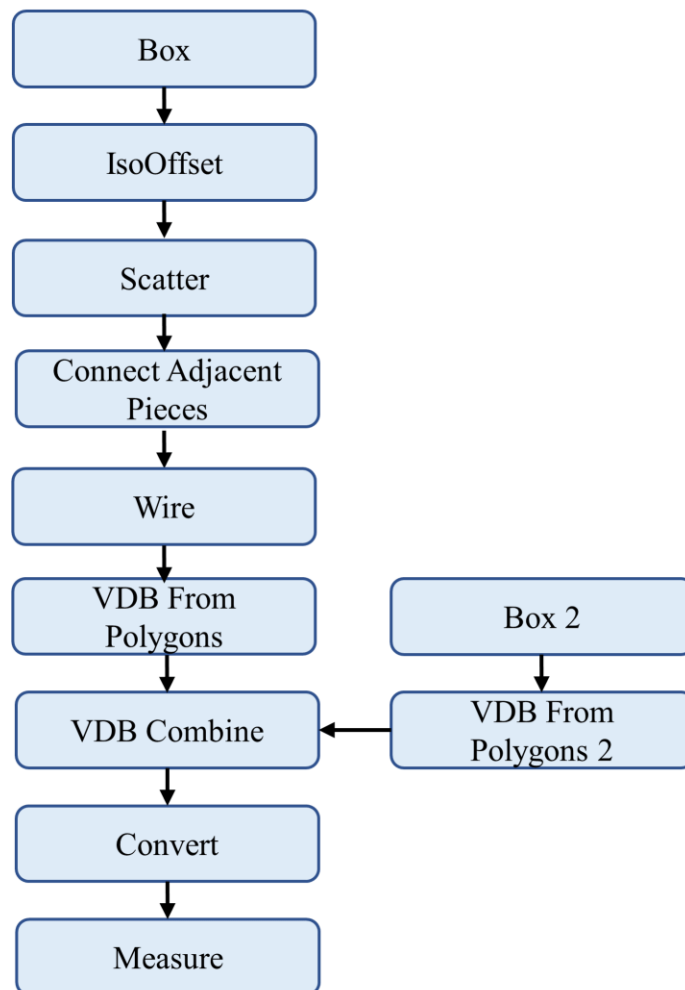 Box
IsoOffset
Scatter
Connect Adjacent
Pieces
Wire
VDB From
Polygons
Box 2
VDB Combine
VDB From
Polygons 2
Convert
Measure